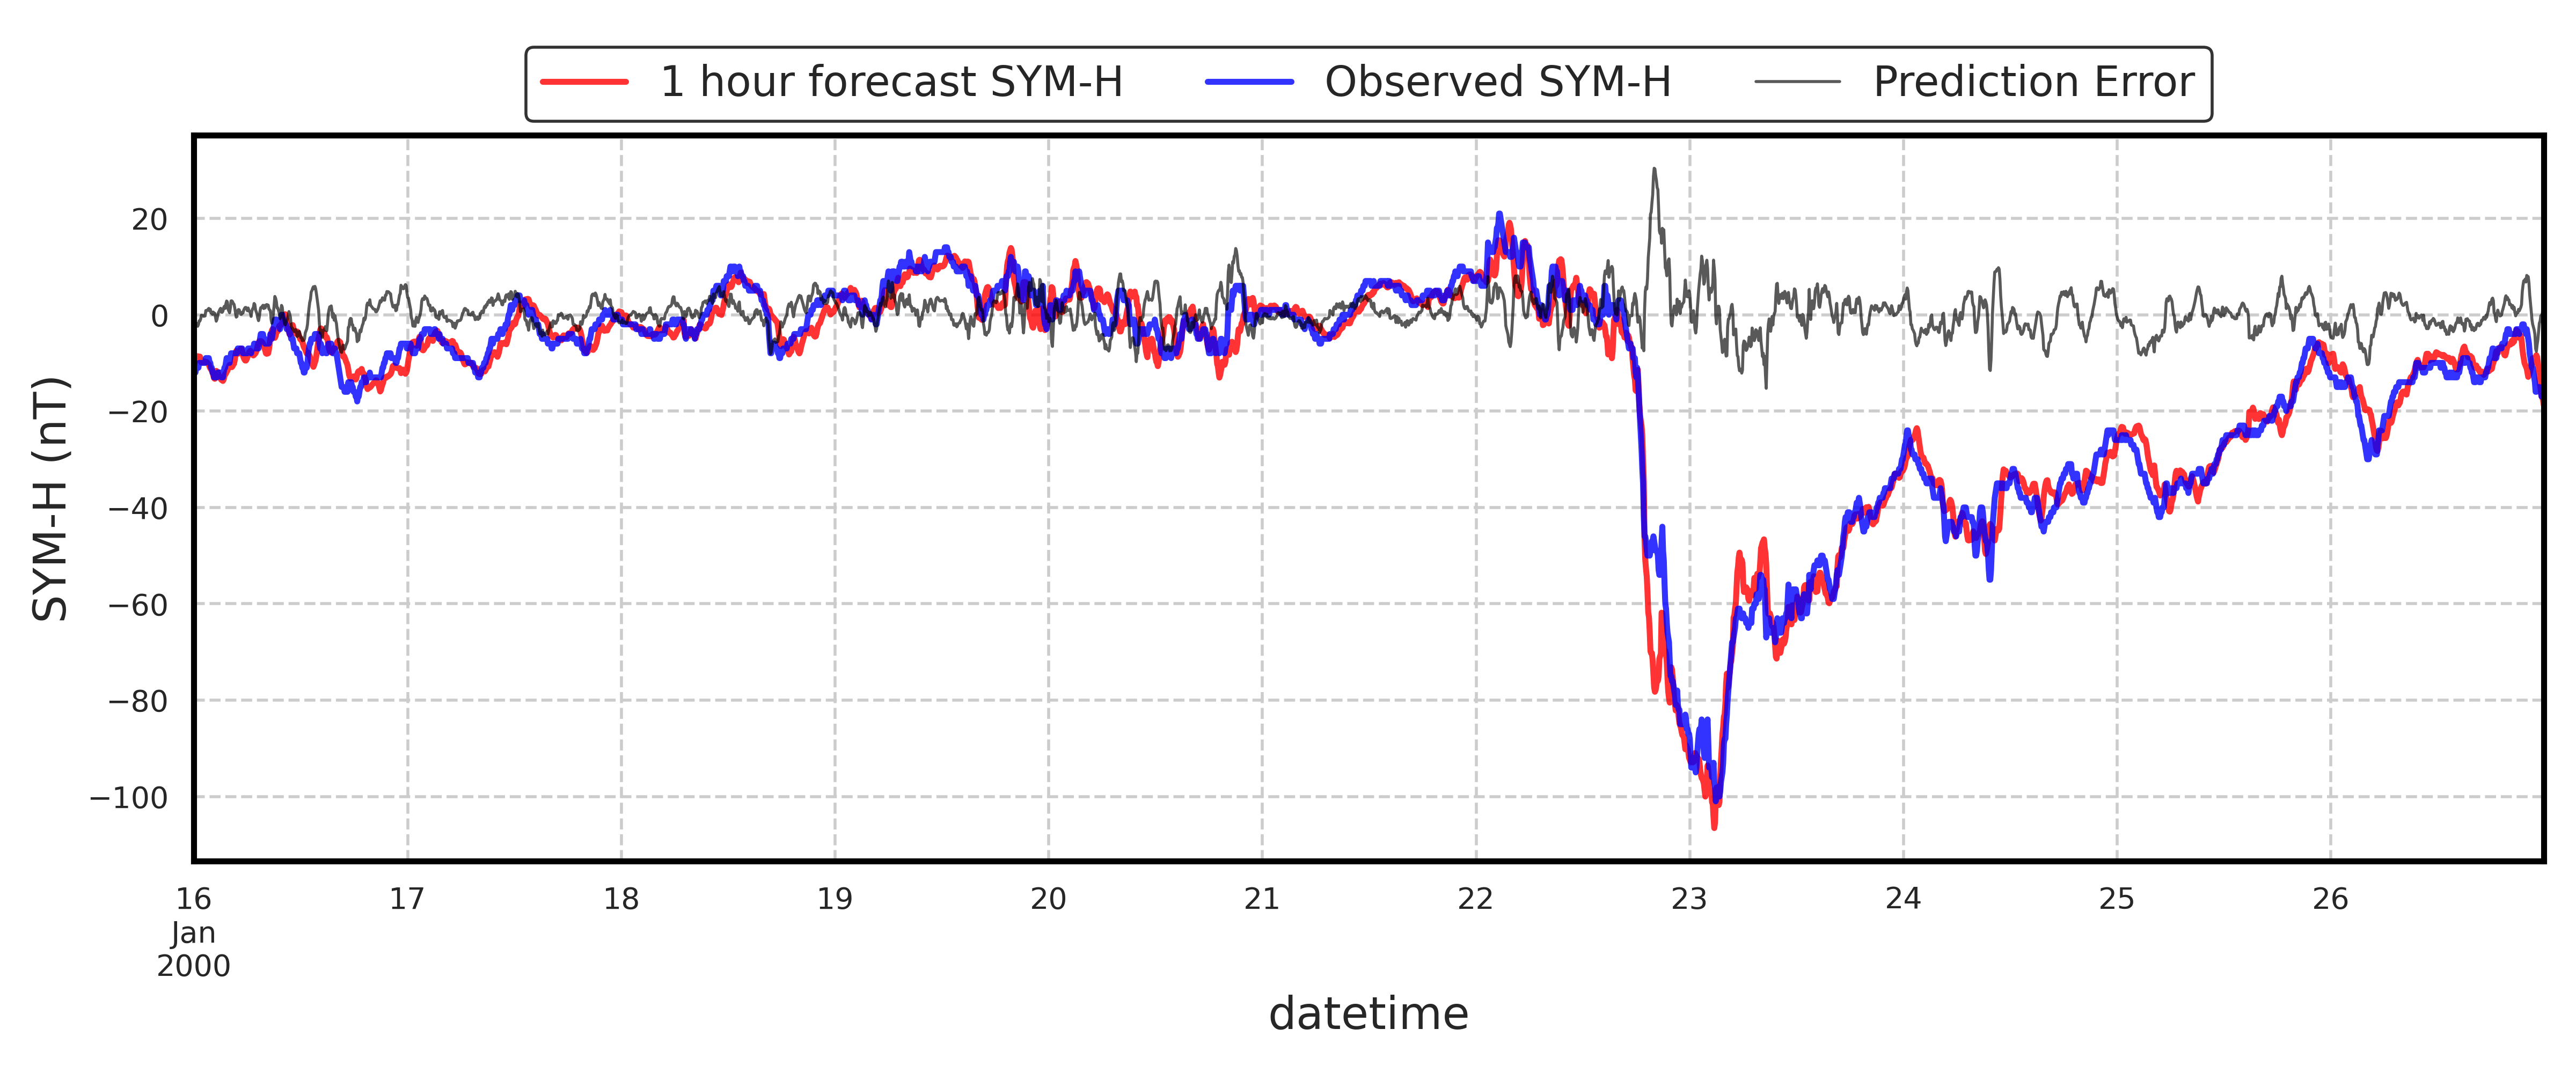 1 hour forecast SYM-H Observed SYM-H Prediction Error
SYM-H (nT)
20
0
−20
−40
−60
−80
−100
16 17 18 19 20 21 22 23 24 25 26
Jan
2000
datetime